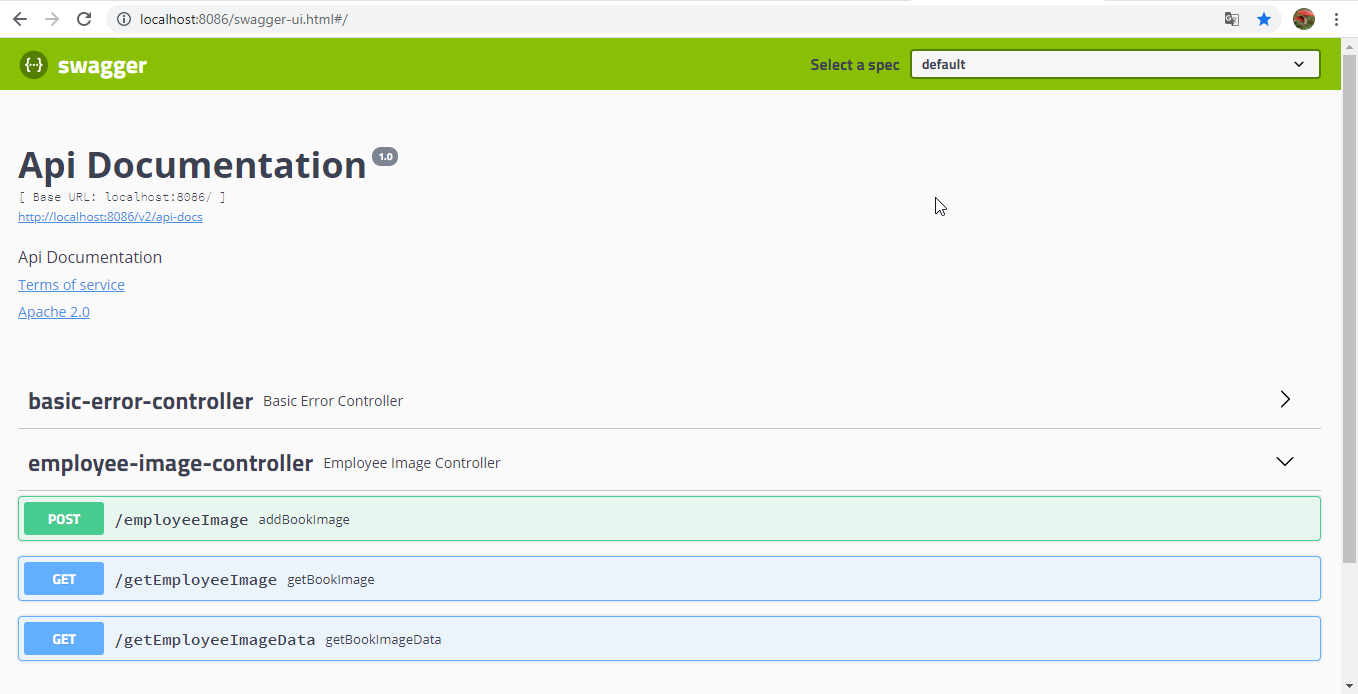 localhost:8086/swagger-ui.html#/
{··} swagger Select a spec default
Api Documentation 1.0
[ Base URL: localhost:8086/ ]
http://localhost:8086/v2/api-docs
Api Documentation
Terms of service
Apache 2.0
basic-error-controller Basic Error Controller
employee-image-controller Employee Image Controller
POST /employeeImage addBookImage
GET /getEmployeeImage getBookImage
GET /getEmployeeImageData getBookImageData